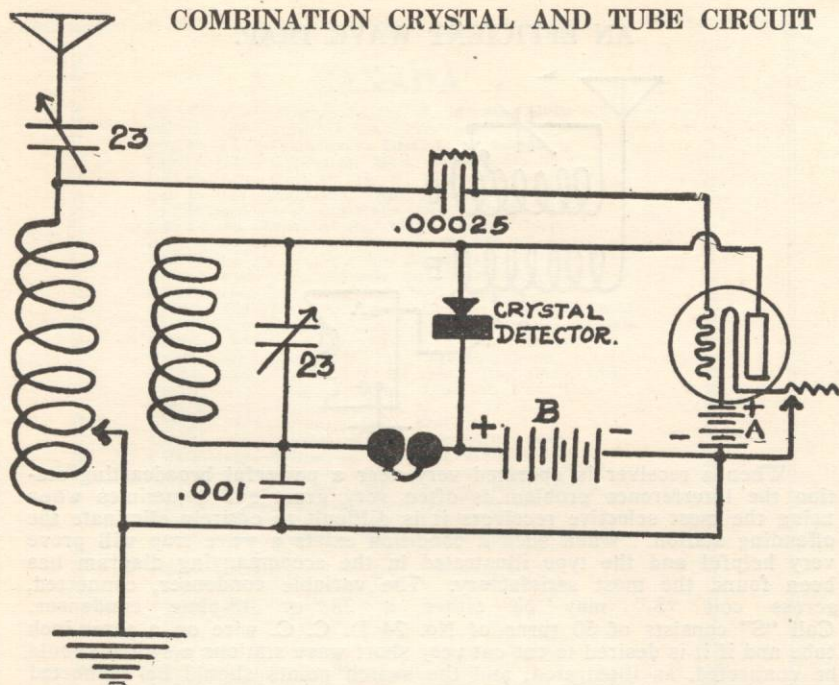 COMBINATION CRYSTAL AND TUBE CIRCUIT
23
.00025
CRYSTAL
DETECTOR.
23
+ B -
+
- A
.001